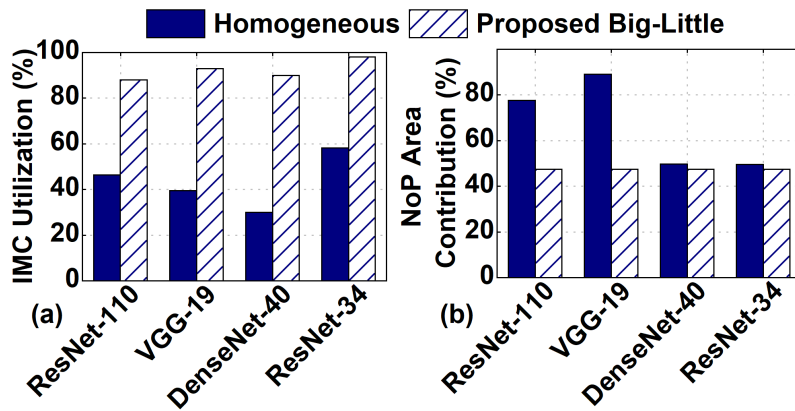 Homogeneous
Proposed Big-Little
IMC Utilization (%)
100
80
60
40
20
0
ResNet-110
VGG-19
DenseNet-40
ResNet-34
(a)
NoP Area
Contribution (%)
80
60
40
20
0
ResNet-110
VGG-19
DenseNet-40
ResNet-34
(b)